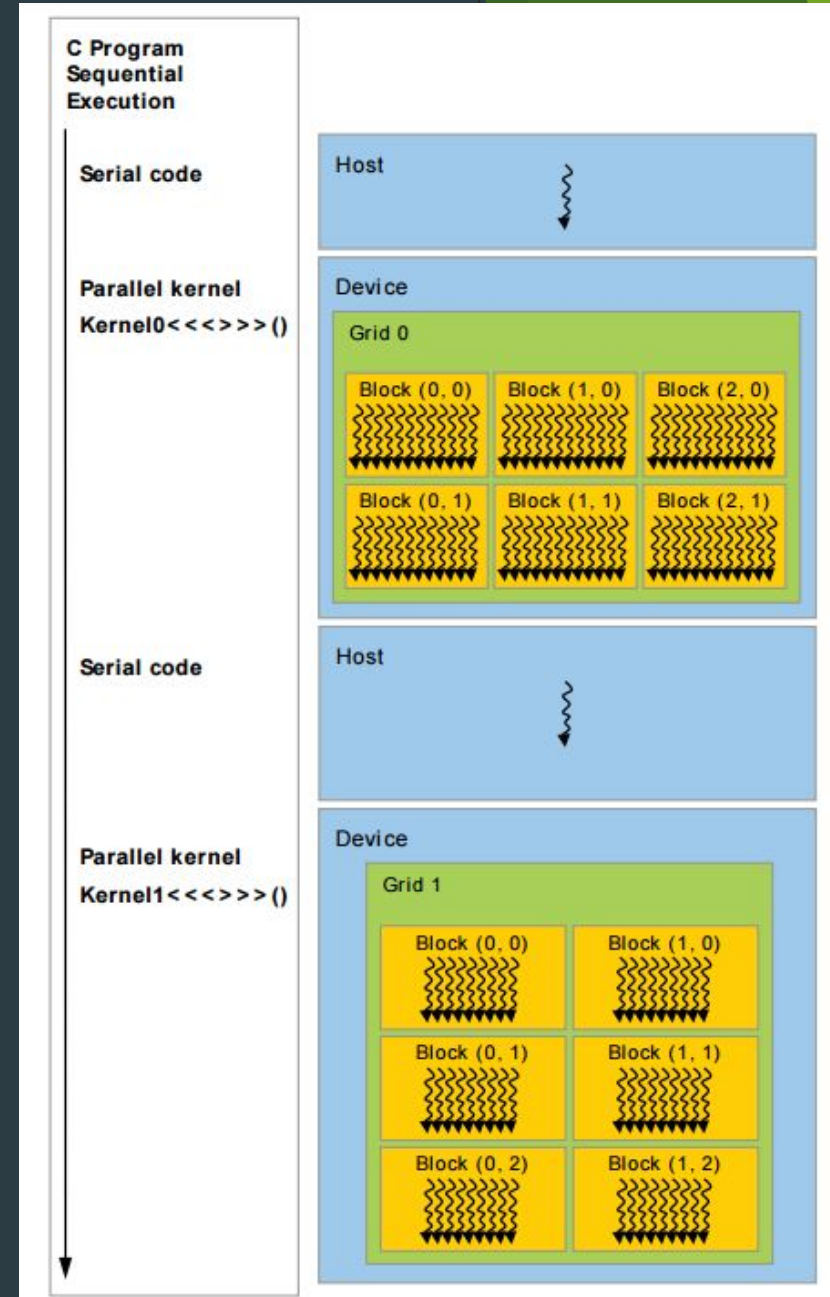 C Program
Sequential
Execution
Serial code
Host
Parallel kernel
Kernel0<<<>>>()
Device
Grid 0
Block (0, 0)
Block (1, 0)
Block (2, 0)
Block (0, 1)
Block (1, 1)
Block (2, 1)
Serial code
Host
Parallel kernel
Kernel1<<<>>>()
Device
Grid 1
Block (0, 0)
Block (1, 0)
Block (0, 1)
Block (1, 1)
Block (0, 2)
Block (1, 2)